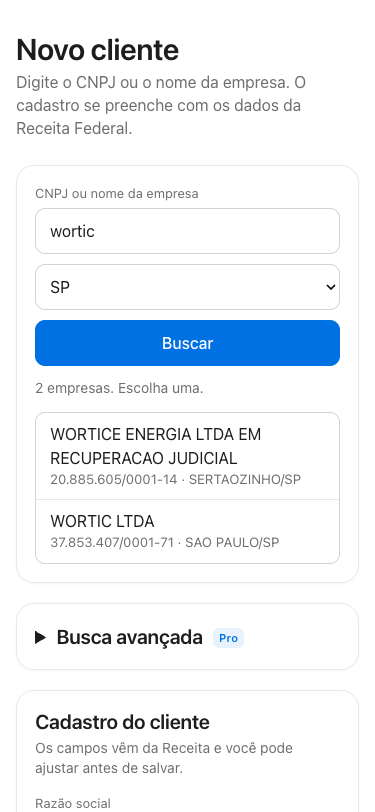 Novo cliente
Digite o CNPJ ou o nome da empresa. O
cadastro se preenche com os dados da
Receita Federal.
CNPJ ou nome da empresa
wortic
SP
Buscar
2 empresas. Escolha uma.
WORTICE ENERGIA LTDA EM
RECUPERACAO JUDICIAL
20.885.605/0001-14 · SERTAOZINHO/SP
WORTIC LTDA
37.853.407/0001-71 · SAO PAULO/SP
Busca avançada Pro
Cadastro do cliente
Os campos vêm da Receita e você pode
ajustar antes de salvar.
Razão social